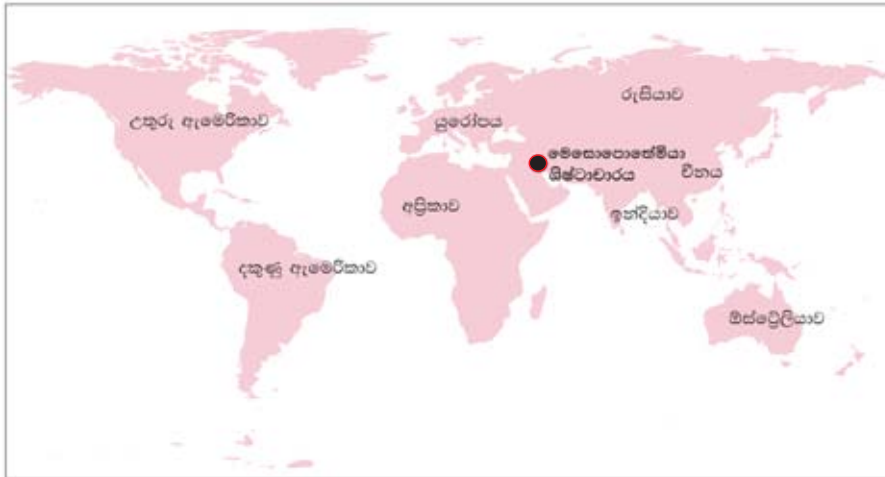 රුසියාව
උතුරු ඇමෙරිකාව
යුරෝපය
මෙසොපොතේමියා
ශිෂ්ටාචාරය
චීනය
අප්‍රිකාව
ඉන්දියාව
දකුණු ඇමෙරිකාව
ඕස්ට්‍රේලියාව